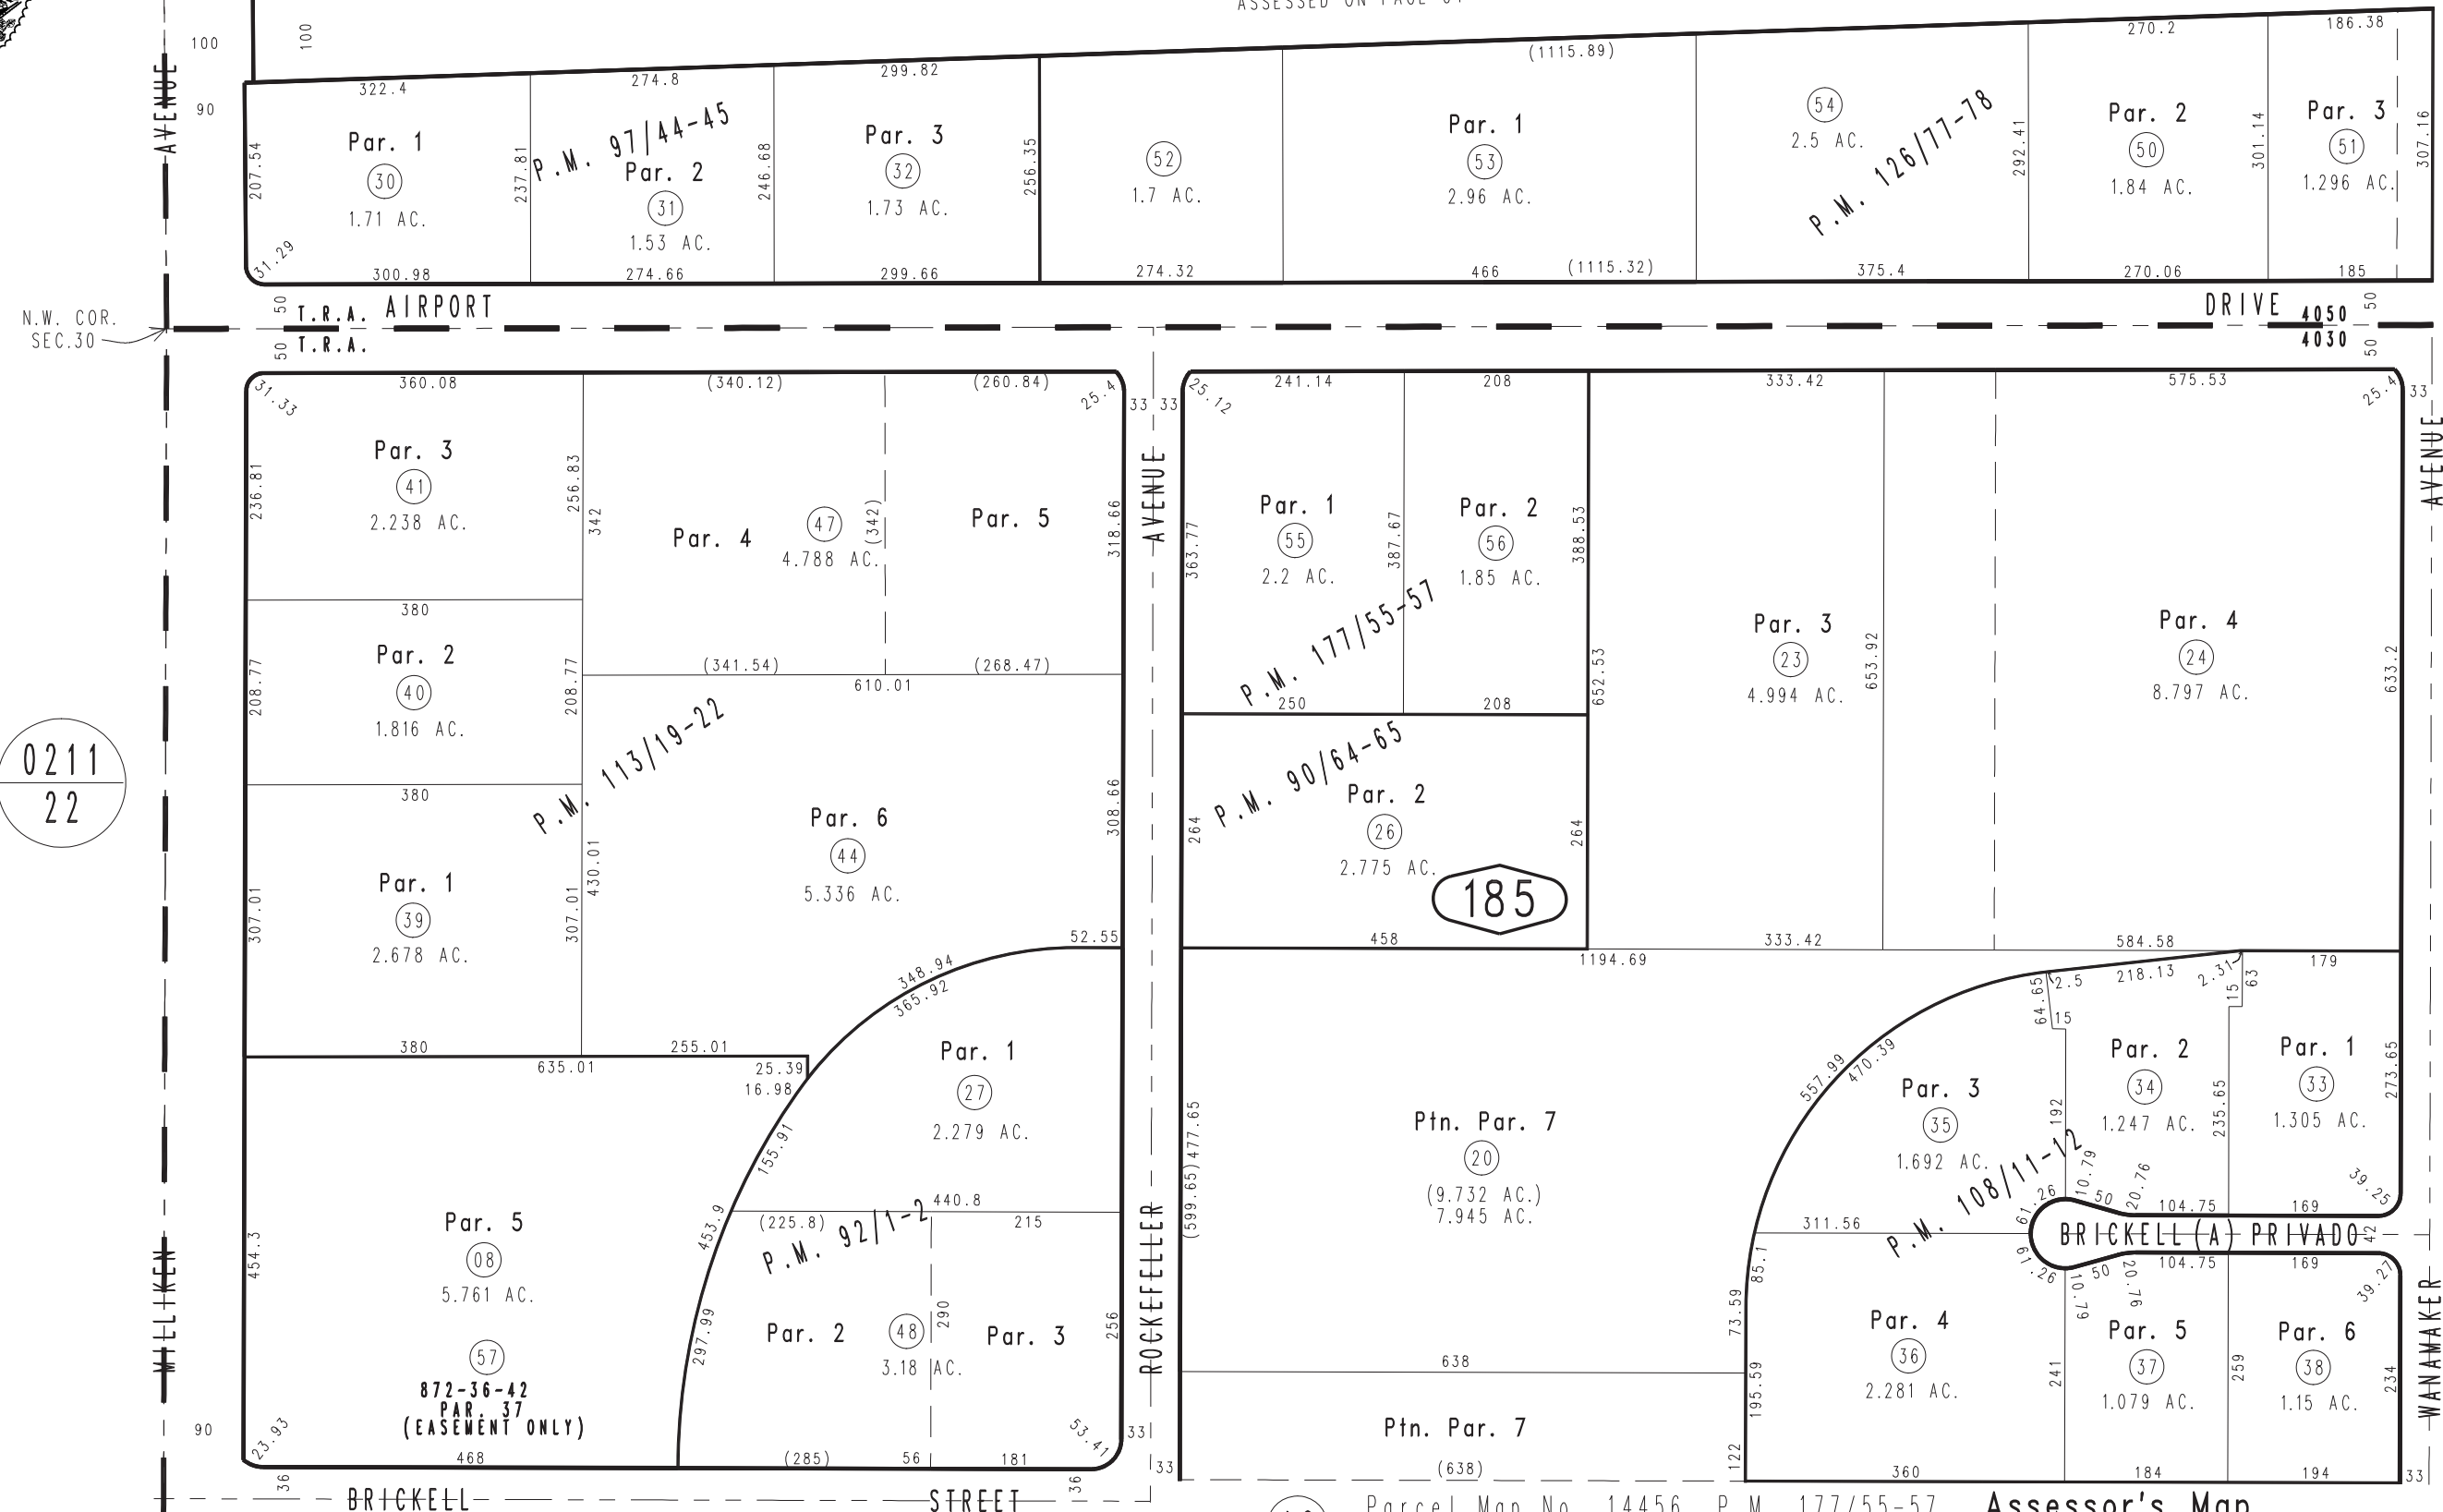 ASSESSED ON PAGE 04
100
100
AVENUE
90
322.4
274.8
299.82
(1115.89)
270.2
186.38
207.54
Par. 1
30
1.71 AC.
237.81
P.M. 97/44-45
Par. 2
31
1.53 AC.
246.68
Par. 3
32
1.73 AC.
256.35
52
1.7 AC.
Par. 1
53
2.96 AC.
54
2.5 AC.
P.M. 126/77-78
292.41
Par. 2
50
1.84 AC.
301.14
Par. 3
51
1.296 AC.
307.16
31.29
300.98
274.66
299.66
274.32
466
(1115.32)
375.4
270.06
185
N.W. COR.
SEC.30
50
T.R.A.
AIRPORT
DRIVE
4050
50
50
T.R.A.
4030
50
31.33
360.08
(340.12)
(260.84)
25.4
33
33
25.12
241.14
208
333.42
575.53
25.4
33
236.81
Par. 3
41
2.238 AC.
256.83
342
Par. 4
47
4.788 AC.
(342)
Par. 5
318.66
AVENUE
363.77
Par. 1
55
2.2 AC.
387.67
Par. 2
56
1.85 AC.
388.53
P.M. 177/55-57
AVENUE
380
208.77
Par. 2
40
1.816 AC.
208.77
(341.54)
(268.47)
610.01
250
208
652.53
Par. 3
23
4.994 AC.
653.92
Par. 4
24
8.797 AC.
633.2
0211
22
380
P.M. 113/19-22
307.01
Par. 1
39
2.678 AC.
307.01
430.01
Par. 6
44
5.336 AC.
308.66
264
P.M. 90/64-65
Par. 2
26
2.775 AC.
264
185
52.55
458
333.42
584.58
1194.69
348.94
365.92
380
255.01
635.01
25.39
16.98
Par. 1
27
2.279 AC.
155.91
453.9
440.8
(225.8)
215
P.M. 92/1-2
297.99
Par. 2
48
3.18 AC.
290
Par. 3
256
454.3
Par. 5
08
5.761 AC.
57
872-36-42
PAR. 37
(EASEMENT ONLY)
MILLIKEN
90
23.93
468
(285)
56
181
53.41
33
33
36
BRICKELL
STREET
36
ROCKEFELLER
(599.65)
477.65
Ptn. Par. 7
20
(9.732 AC.)
7.945 AC.
638
Ptn. Par. 7
(638)
557.99
470.39
64.65
2.5
218.13
2.31
63
179
15
15
Par. 3
35
1.692 AC.
192
Par. 2
34
1.247 AC.
235.65
Par. 1
33
1.305 AC.
273.65
P.M. 108/11-12
61.26
10.79
50
20.76
104.75
169
39.25
311.56
BRICKELL (A) PRIVADO
42
61.26
10.79
50
20.76
104.75
169
39.27
85.1
73.59
195.59
122
Par. 4
36
2.281 AC.
241
Par. 5
37
1.079 AC.
259
Par. 6
38
1.15 AC.
234
WANAMAKER
360
184
194
33
Parcel Map No. 14456, P.M. 177/55-57
Assessor's Map